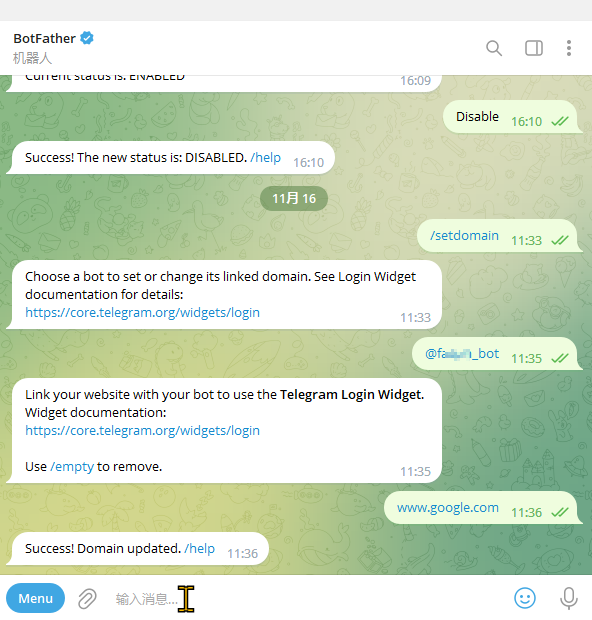 BotFather
机器人
Current status is: ENABLED
16:09
Disable 16:10
Success! The new status is: DISABLED. /help 16:10
11月 16
/setdomain 11:33
Choose a bot to set or change its linked domain. See Login Widget
documentation for details:
https://core.telegram.org/widgets/login
11:33
_bot 11:35
Link your website with your bot to use the Telegram Login Widget.
Widget documentation:
https://core.telegram.org/widgets/login
Use /empty to remove.
11:35
www.google.com 11:36
Success! Domain updated. /help 11:36
Menu 输入消息...